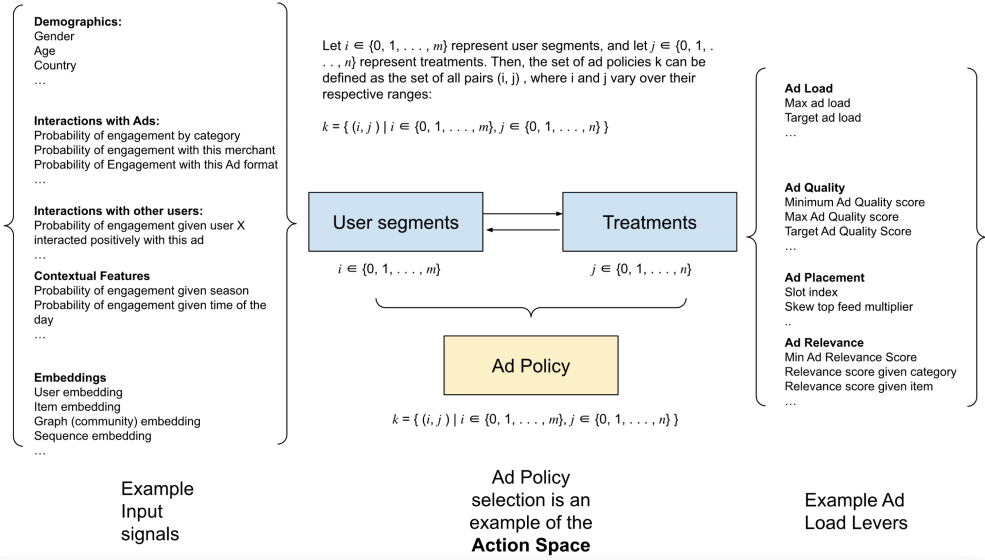 Demographics:
Gender
Age
Country
…
Interactions with Ads:
Probability of engagement by category
Probability of engagement with this merchant
Probability of Engagement with this Ad format
…
Interactions with other users:
Probability of engagement given user X
interacted positively with this ad
…
Contextual Features
Probability of engagement given season
Probability of engagement given time of the
day
…
Embeddings
User embedding
Item embedding
Graph (community) embedding
Sequence embedding
…
Example
Input
signals
Let i ∈ {0, 1, . . . , m} represent user segments, and let j ∈ {0, 1, .
. . , n} represent treatments. Then, the set of ad policies k can be
defined as the set of all pairs (i, j) , where i and j vary over their
respective ranges:
k = { (i, j ) | i ∈ {0, 1, . . . , m}, j ∈ {0, 1, . . . , n} }
User segments
Treatments
i ∈ {0, 1, . . . , m}
j ∈ {0, 1, . . . , n}
Ad Policy
k = { (i, j ) | i ∈ {0, 1, . . . , m}, j ∈ {0, 1, . . . , n} }
Ad Policy
selection is an
example of the
Action Space
Ad Load
Max ad load
Target ad load
…
Ad Quality
Minimum Ad Quality score
Max Ad Quality score
Target Ad Quality Score
…
Ad Placement
Slot index
Skew top feed multiplier
..
Ad Relevance
Min Ad Relevance Score
Relevance score given category
Relevance score given item
…
Example Ad
Load Levers